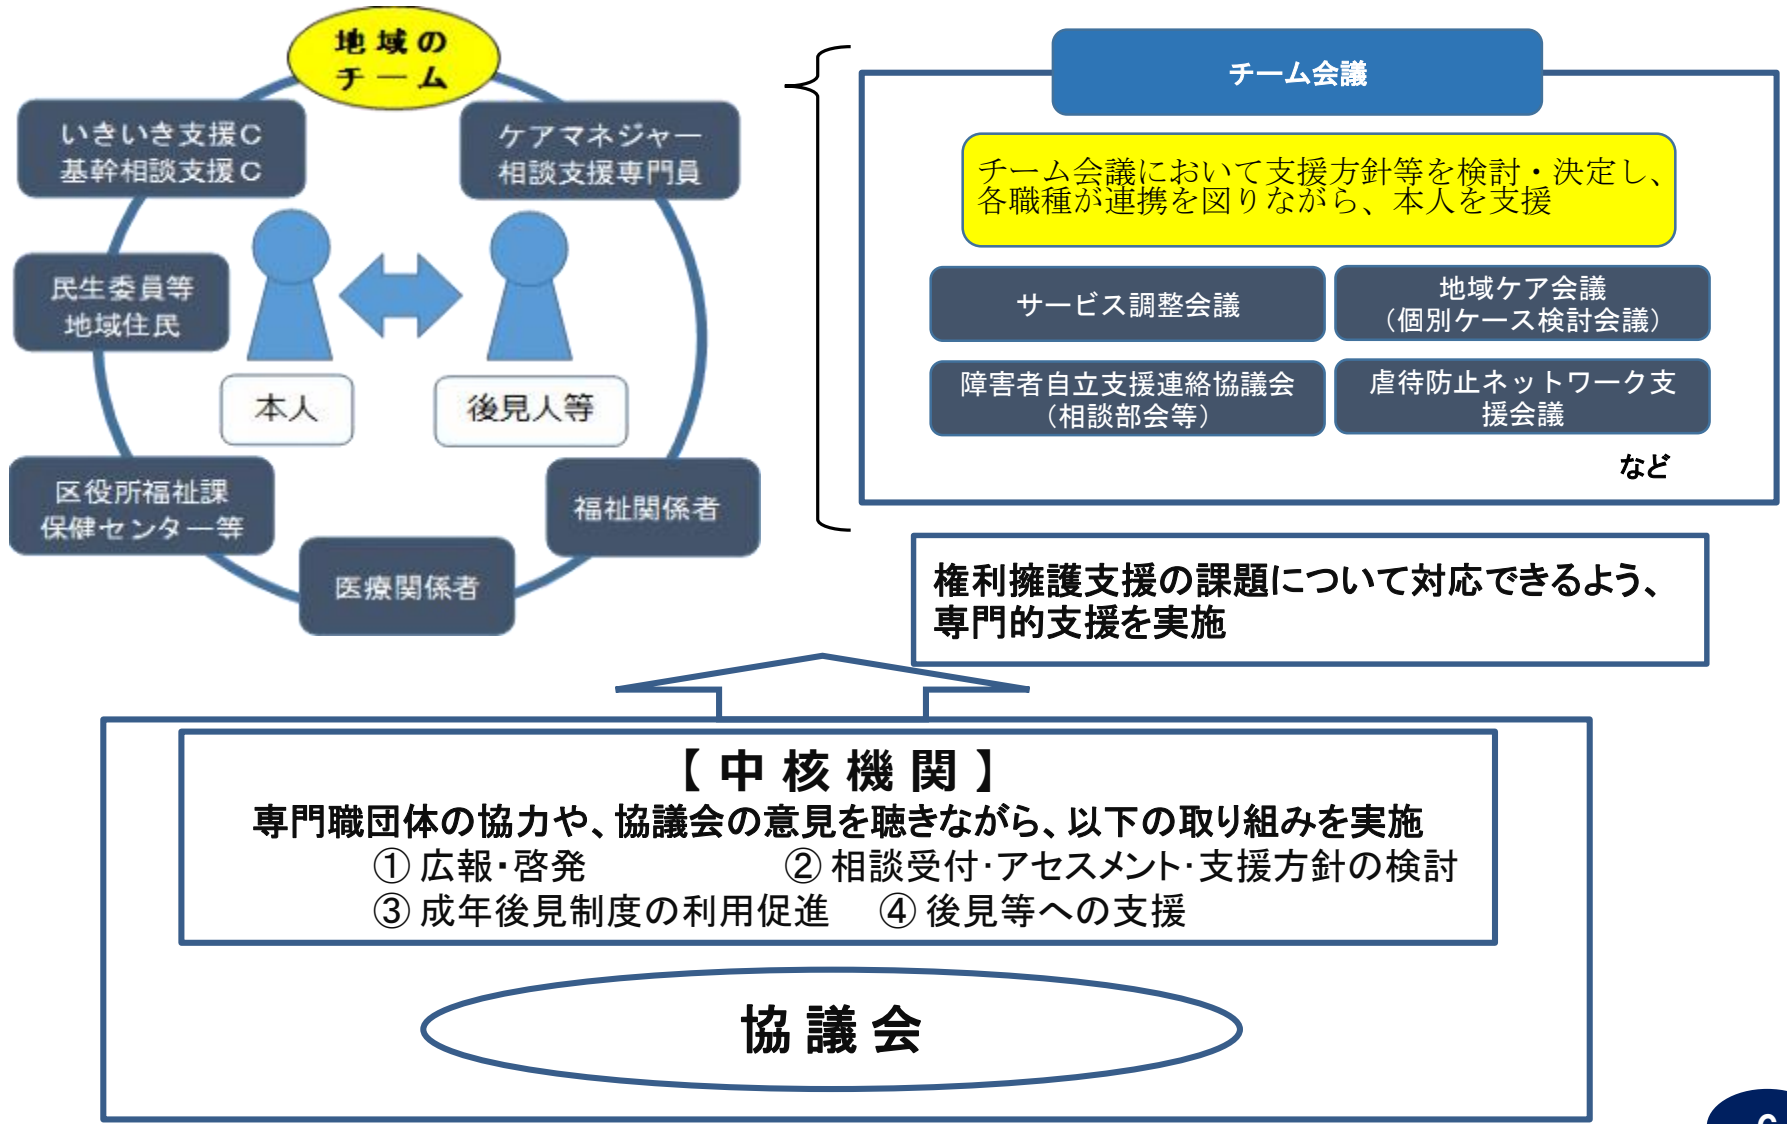 地域の
チーム
いきいき支援C
基幹相談支援C
ケアマネジャー
相談支援専門員
民生委員等
地域住民
本人
後見人等
区役所福祉課
保健センター等
福祉関係者
医療関係者
チーム会議
チーム会議において支援方針等を検討・決定し、
各職種が連携を図りながら、本人を支援
サービス調整会議
地域ケア会議
（個別ケース検討会議）
障害者自立支援連絡協議会
（相談部会等）
虐待防止ネットワーク支
援会議
など
権利擁護支援の課題について対応できるよう、
専門的支援を実施
【中核機関】
専門職団体の協力や、協議会の意見を聴きながら、以下の取り組みを実施
①広報・啓発　②相談受付・アセスメント・支援方針の検討
③成年後見制度の利用促進　④後見等への支援
協議会